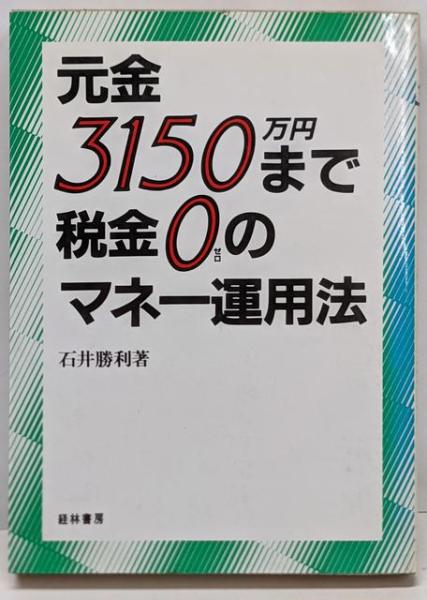 元金
3150万円まで
税金0ゼロの
マネー運用法
石井勝利著
経林書房